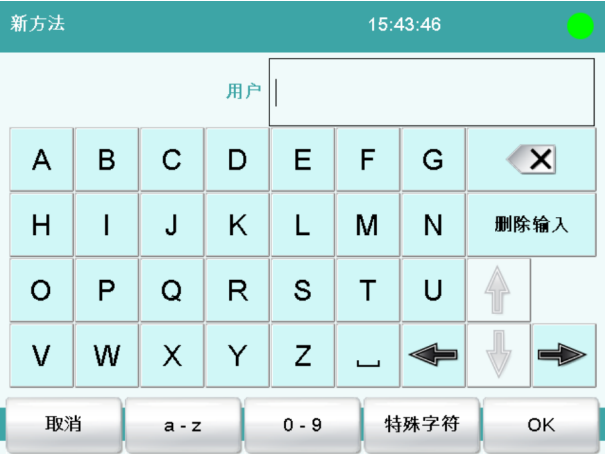 新方法 15:43:46
用户
A B C D E F G
H I J K L M N 删除输入
O P Q R S T U
V W X Y Z
取消 a - z 0 - 9 特殊字符 OK